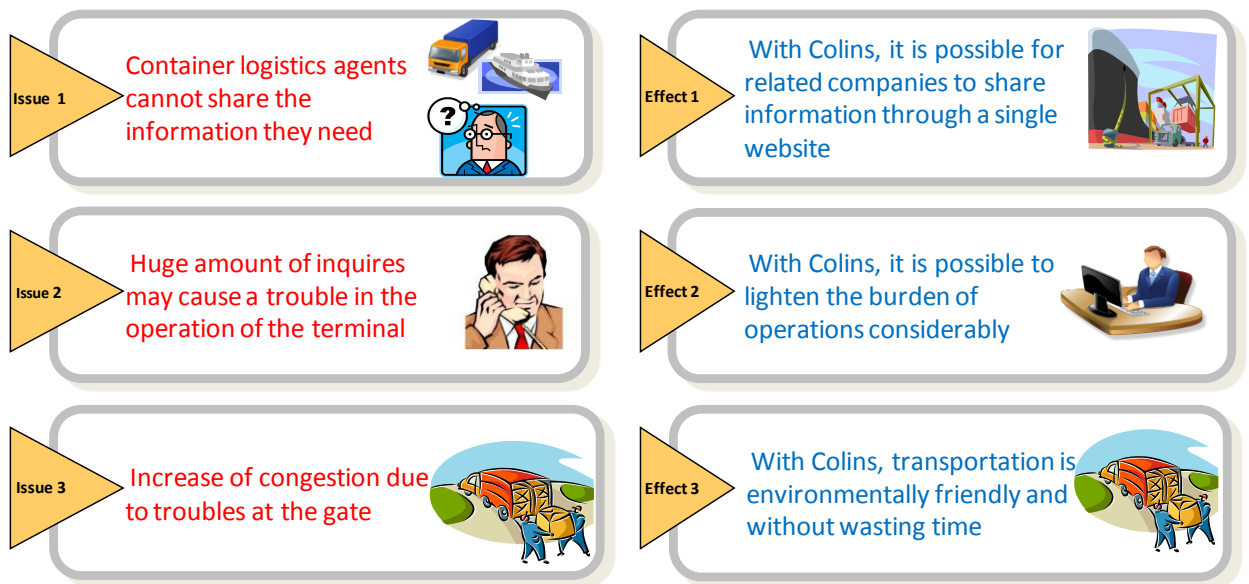 Issue 1
Container logistics agents
cannot share the
information they need
Effect 1
With Colins, it is possible for
related companies to share
information through a single
website
Issue 2
Huge amount of inquires
may cause a trouble in the
operation of the terminal
Effect 2
With Colins, it is possible to
lighten the burden of
operations considerably
Issue 3
Increase of congestion due
to troubles at the gate
Effect 3
With Colins, transportation is
environmentally friendly and
without wasting time
?